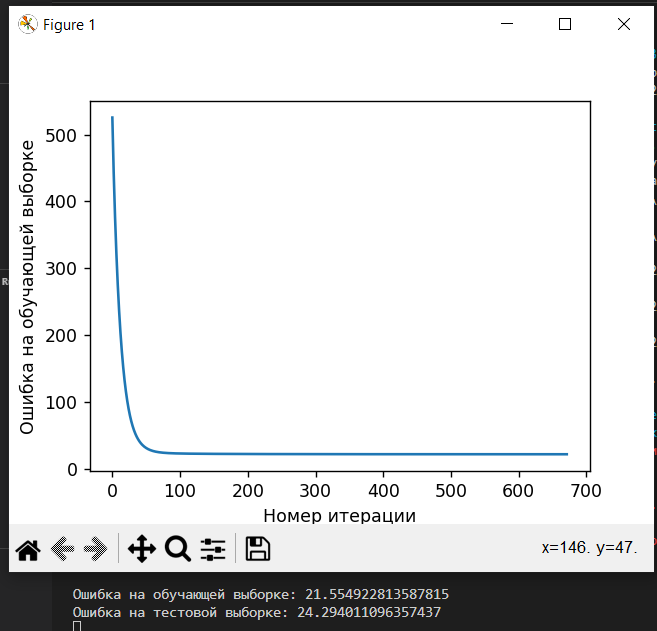 Figure 1
Ошибка на обучающей выборке
500
400
300
200
100
0
0 100 200 300 400 500 600 700
Номер итерации
x=146. y=47.
Ошибка на обучающей выборке: 21.554922813587815
Ошибка на тестовой выборке: 24.294011096357437